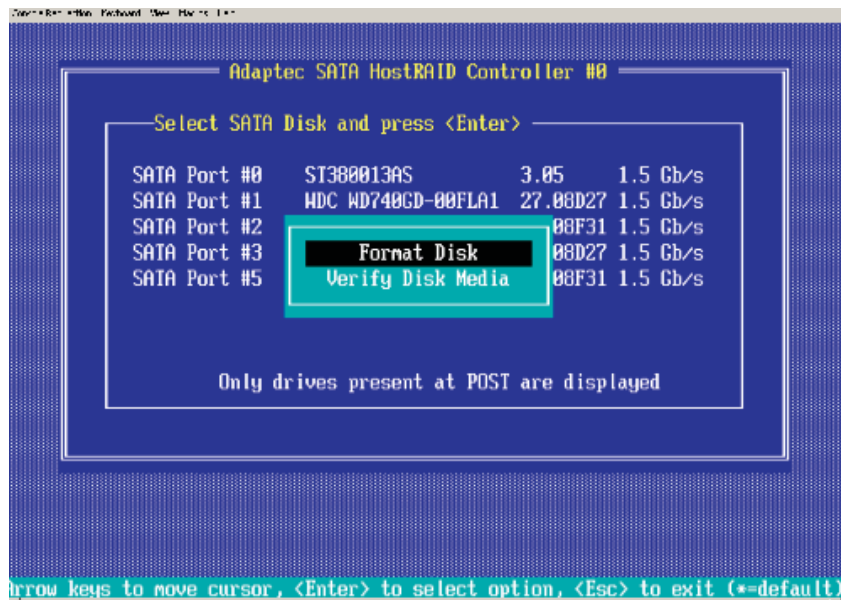 Keyboard View
Adaptec SATA HostRAID Controller #0
Select SATA Disk and press <Enter>
SATA Port #0 ST380013AS 3.05 1.5 Gb/s
SATA Port #1 WDC WD740GD-00FLA1 27.08D27 1.5 Gb/s
SATA Port #2 08F31 1.5 Gb/s
SATA Port #3 08D27 1.5 Gb/s
SATA Port #5 08F31 1.5 Gb/s
Format Disk
Verify Disk Media
Only drives present at POST are displayed
Arrow keys to move cursor, <Enter> to select option, <Esc> to exit (*=default)